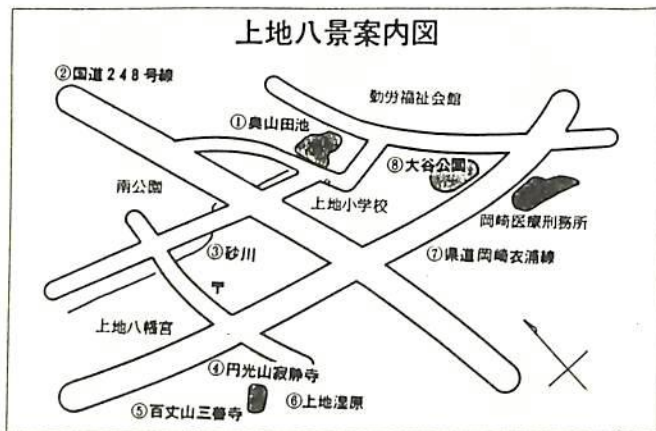 上地八景案内図
②国道248号線
勤労福祉会館
①奥山田池
⑧大谷公園
南公園
上地小学校
岡崎医療刑務所
③砂川
⑦県道岡崎衣浦線
〒
上地八幡宮
④円光山寂静寺
⑤百丈山三善寺
⑥上地湿原